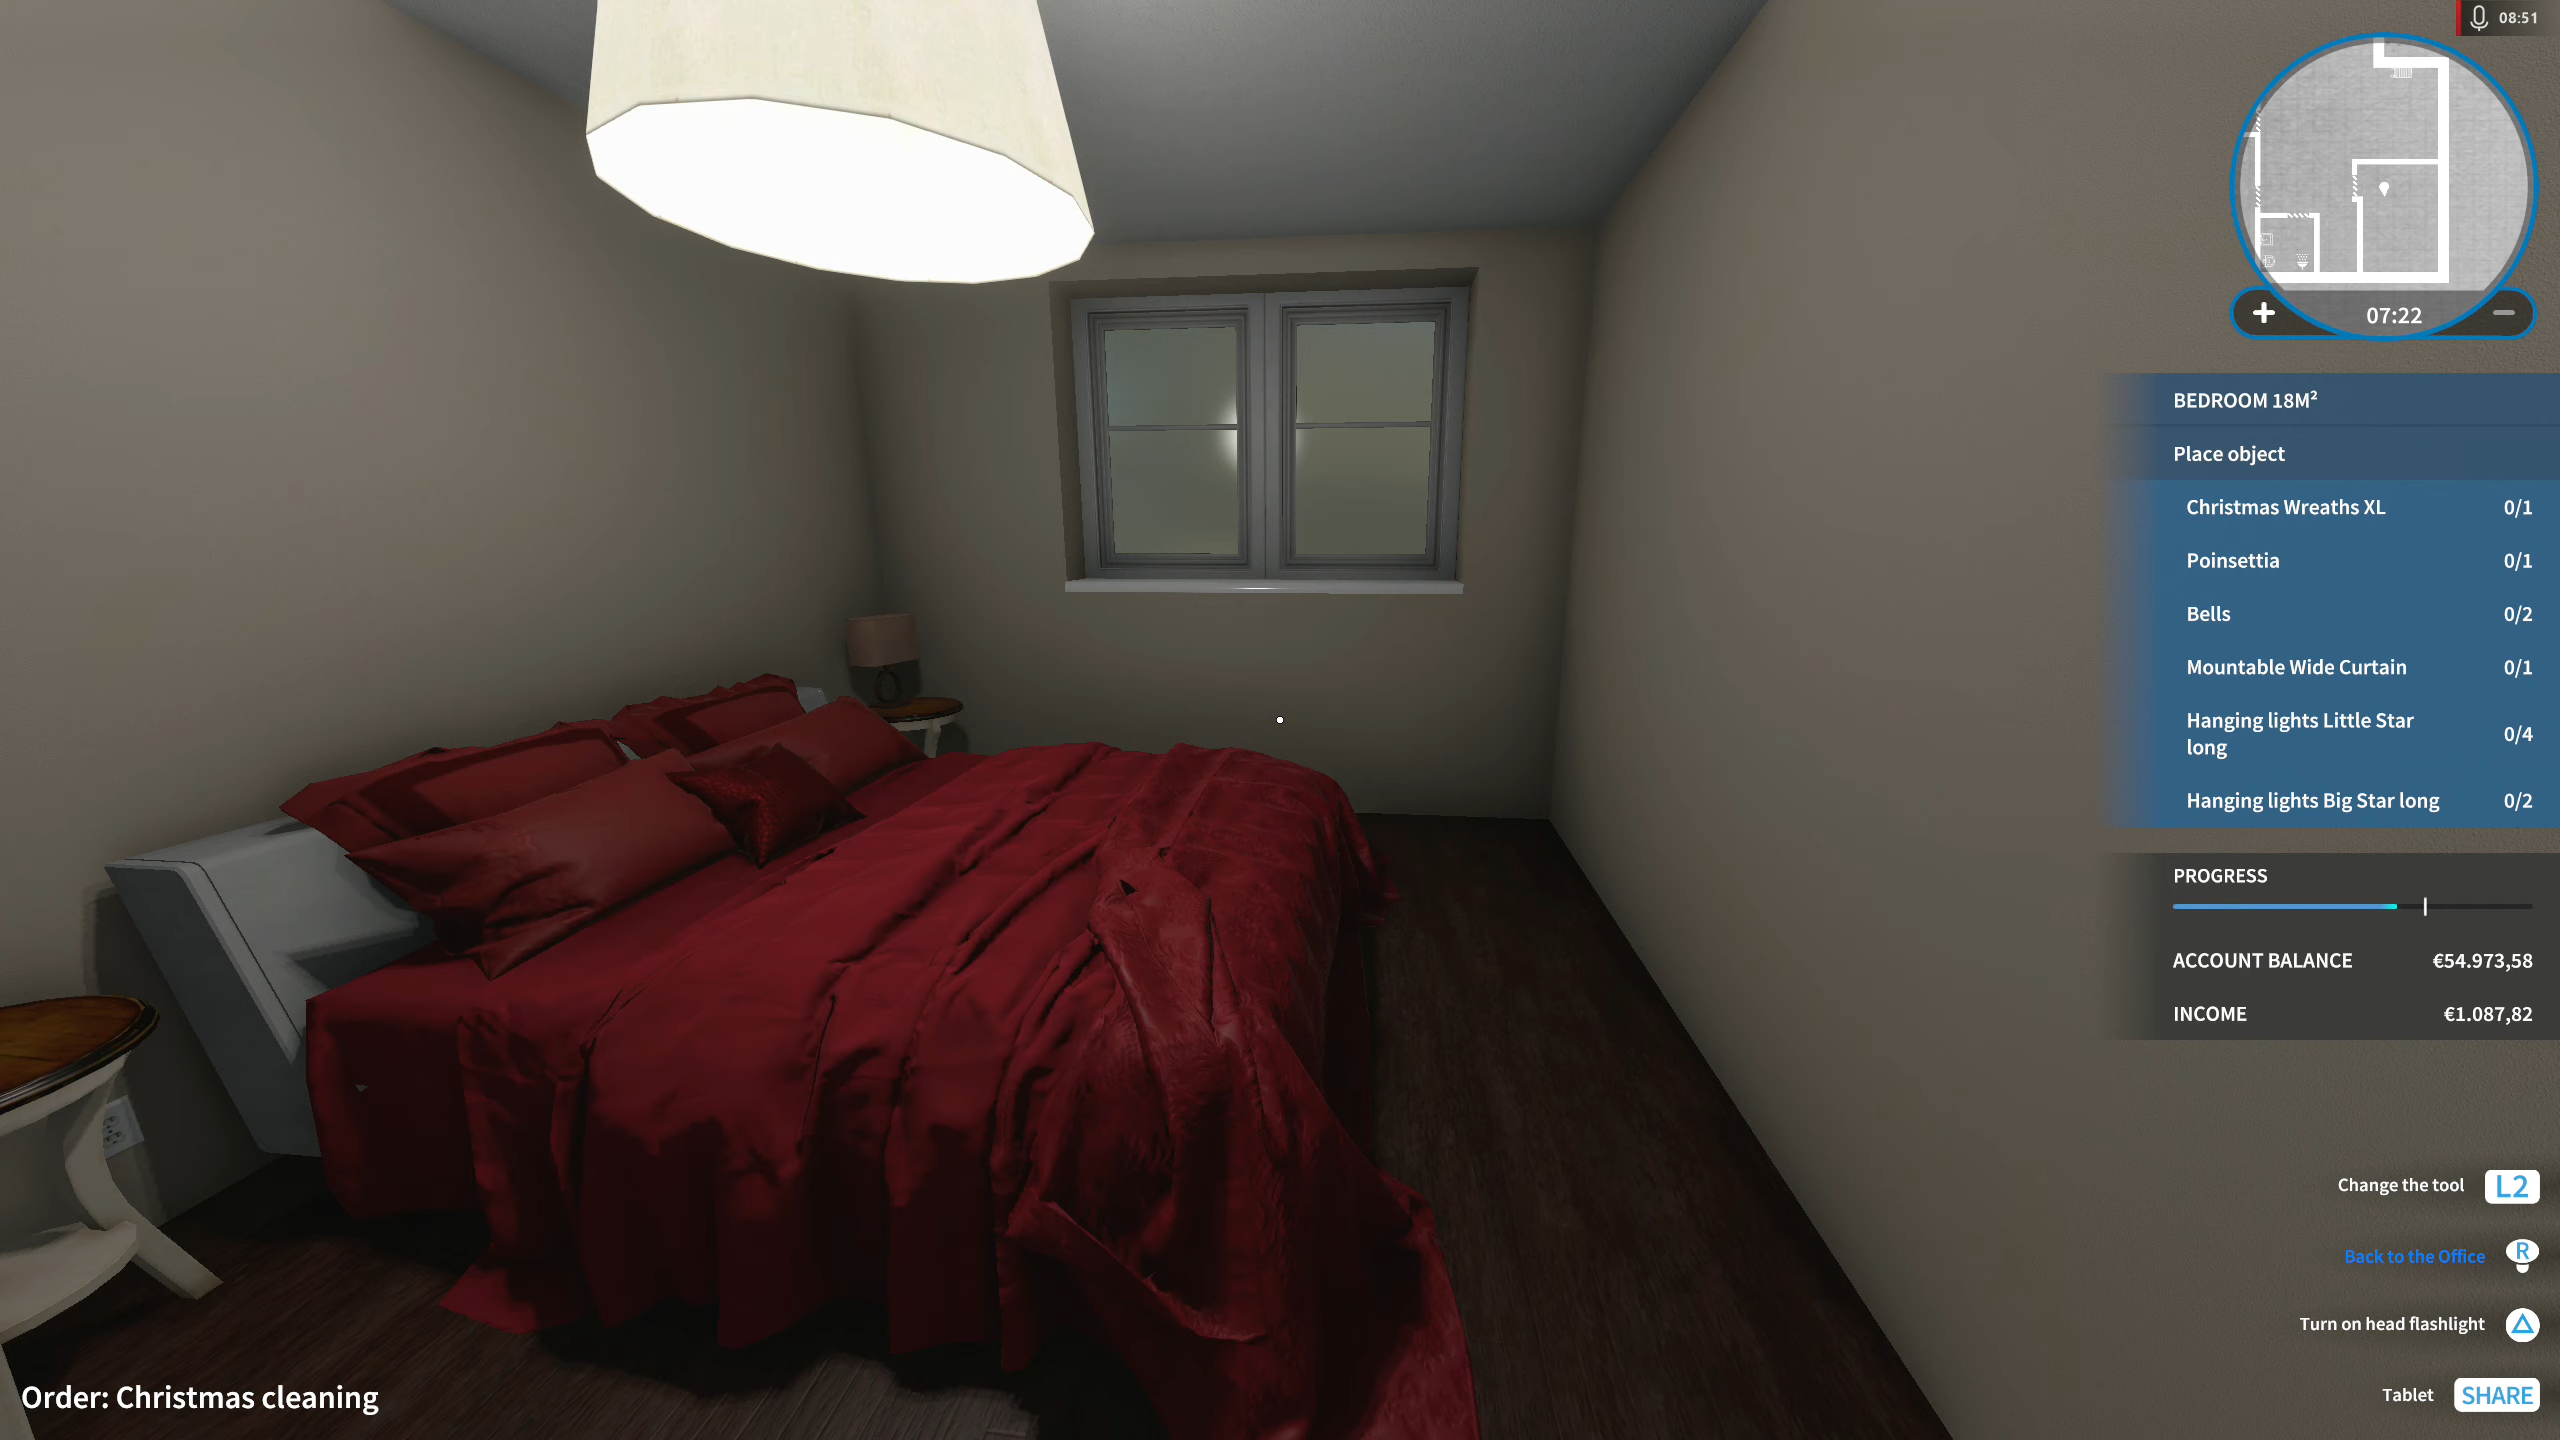 08:51
07:22
BEDROOM 18M²
Place object
Christmas Wreaths XL 0/1
Poinsettia 0/1
Bells 0/2
Mountable Wide Curtain 0/1
Hanging lights Little Star
long 0/4
Hanging lights Big Star long 0/2
PROGRESS
ACCOUNT BALANCE €54.973,58
INCOME €1.087,82
Change the tool L2
Back to the Office R
Turn on head flashlight
Order: Christmas cleaning
Tablet SHARE